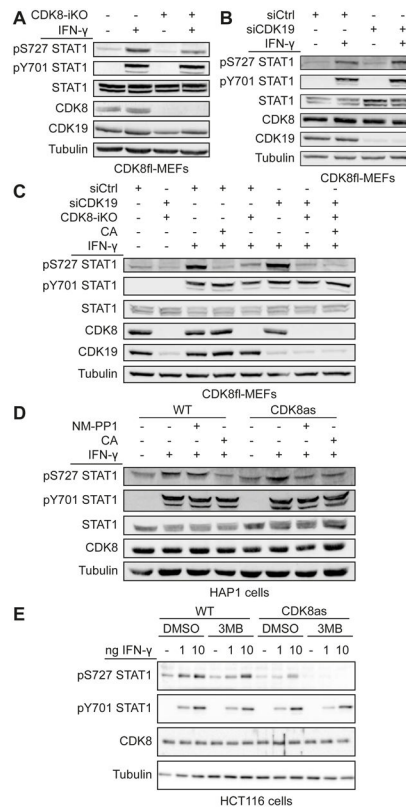 A
CDK8-iKO - - + +
IFN-γ - + - +
pS727 STAT1
pY701 STAT1
STAT1
CDK8
CDK19
Tubulin
CDK8fl-MEFs
B
siCtrl + + - -
siCDK19 - - + +
IFN-γ - + - +
pS727 STAT1
pY701 STAT1
STAT1
CDK8
CDK19
Tubulin
CDK8fl-MEFs
C
siCtrl + - + + + - - -
siCDK19 - + - - - + + +
CDK8-iKO - + - - + - + +
CA - - - + - - - +
IFN-γ - - + + + + + +
pS727 STAT1
pY701 STAT1
STAT1
CDK8
CDK19
Tubulin
CDK8fl-MEFs
D
WT CDK8as
NM-PP1 - - + - - - + -
CA - - - + - - - +
IFN-γ - + + + - + + +
pS727 STAT1
pY701 STAT1
STAT1
CDK8
Tubulin
HAP1 cells
E
WT CDK8as
DMSO 3MB DMSO 3MB
ng IFN-γ - 1 10 - 1 10 - 1 10 - 1 10
pS727 STAT1
pY701 STAT1
CDK8
Tubulin
HCT116 cells